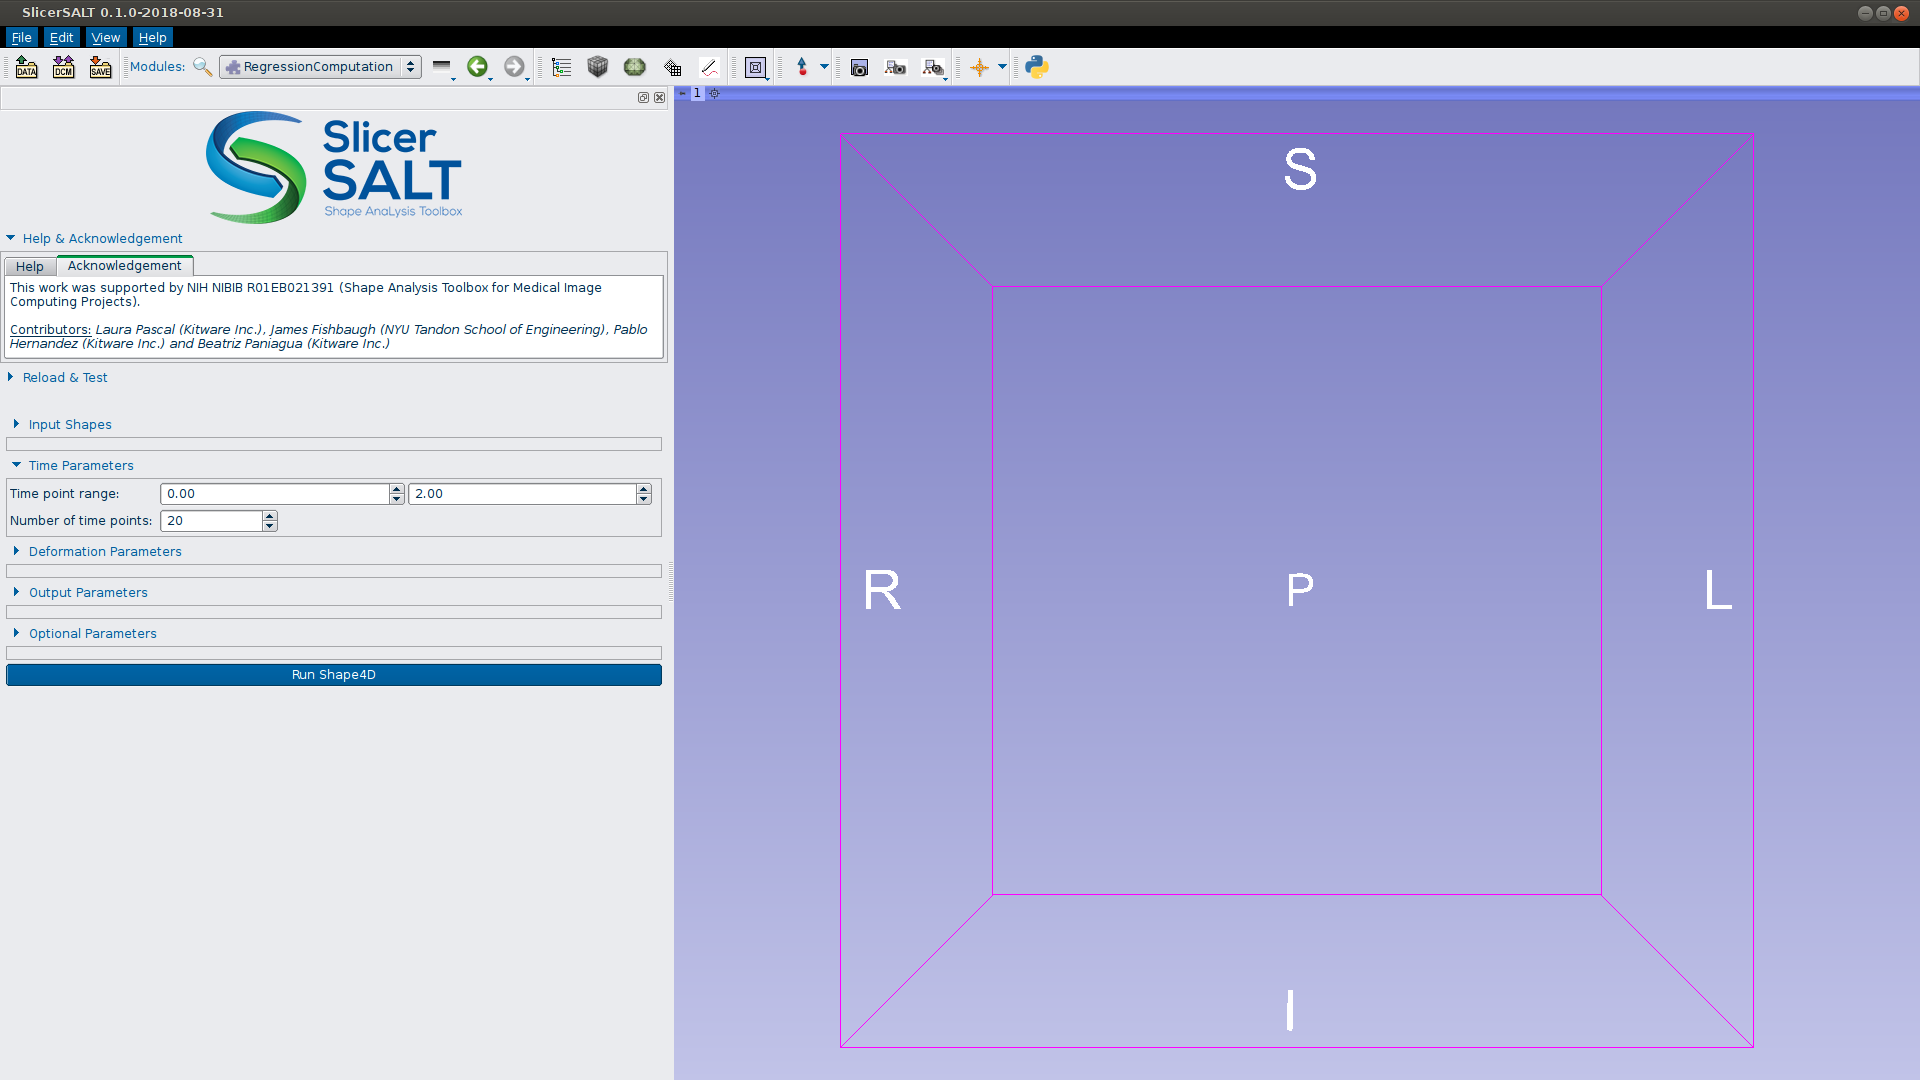 SlicerSALT 0.1.0-2018-08-31
File Edit View Help
DATA DCM SAVE Modules: RegressionComputation
1
Slicer
SALT
Shape AnaLysis Toolbox
Help & Acknowledgement
Help Acknowledgement
This work was supported by NIH NIBIB R01EB021391 (Shape Analysis Toolbox for Medical Image
Computing Projects).
Contributors: Laura Pascal (Kitware Inc.), James Fishbaugh (NYU Tandon School of Engineering), Pablo
Hernandez (Kitware Inc.) and Beatriz Paniagua (Kitware Inc.)
Reload & Test
Input Shapes
Time Parameters
Time point range: 0.00 2.00
Number of time points: 20
Deformation Parameters
Output Parameters
Optional Parameters
Run Shape4D
S
R P L
I